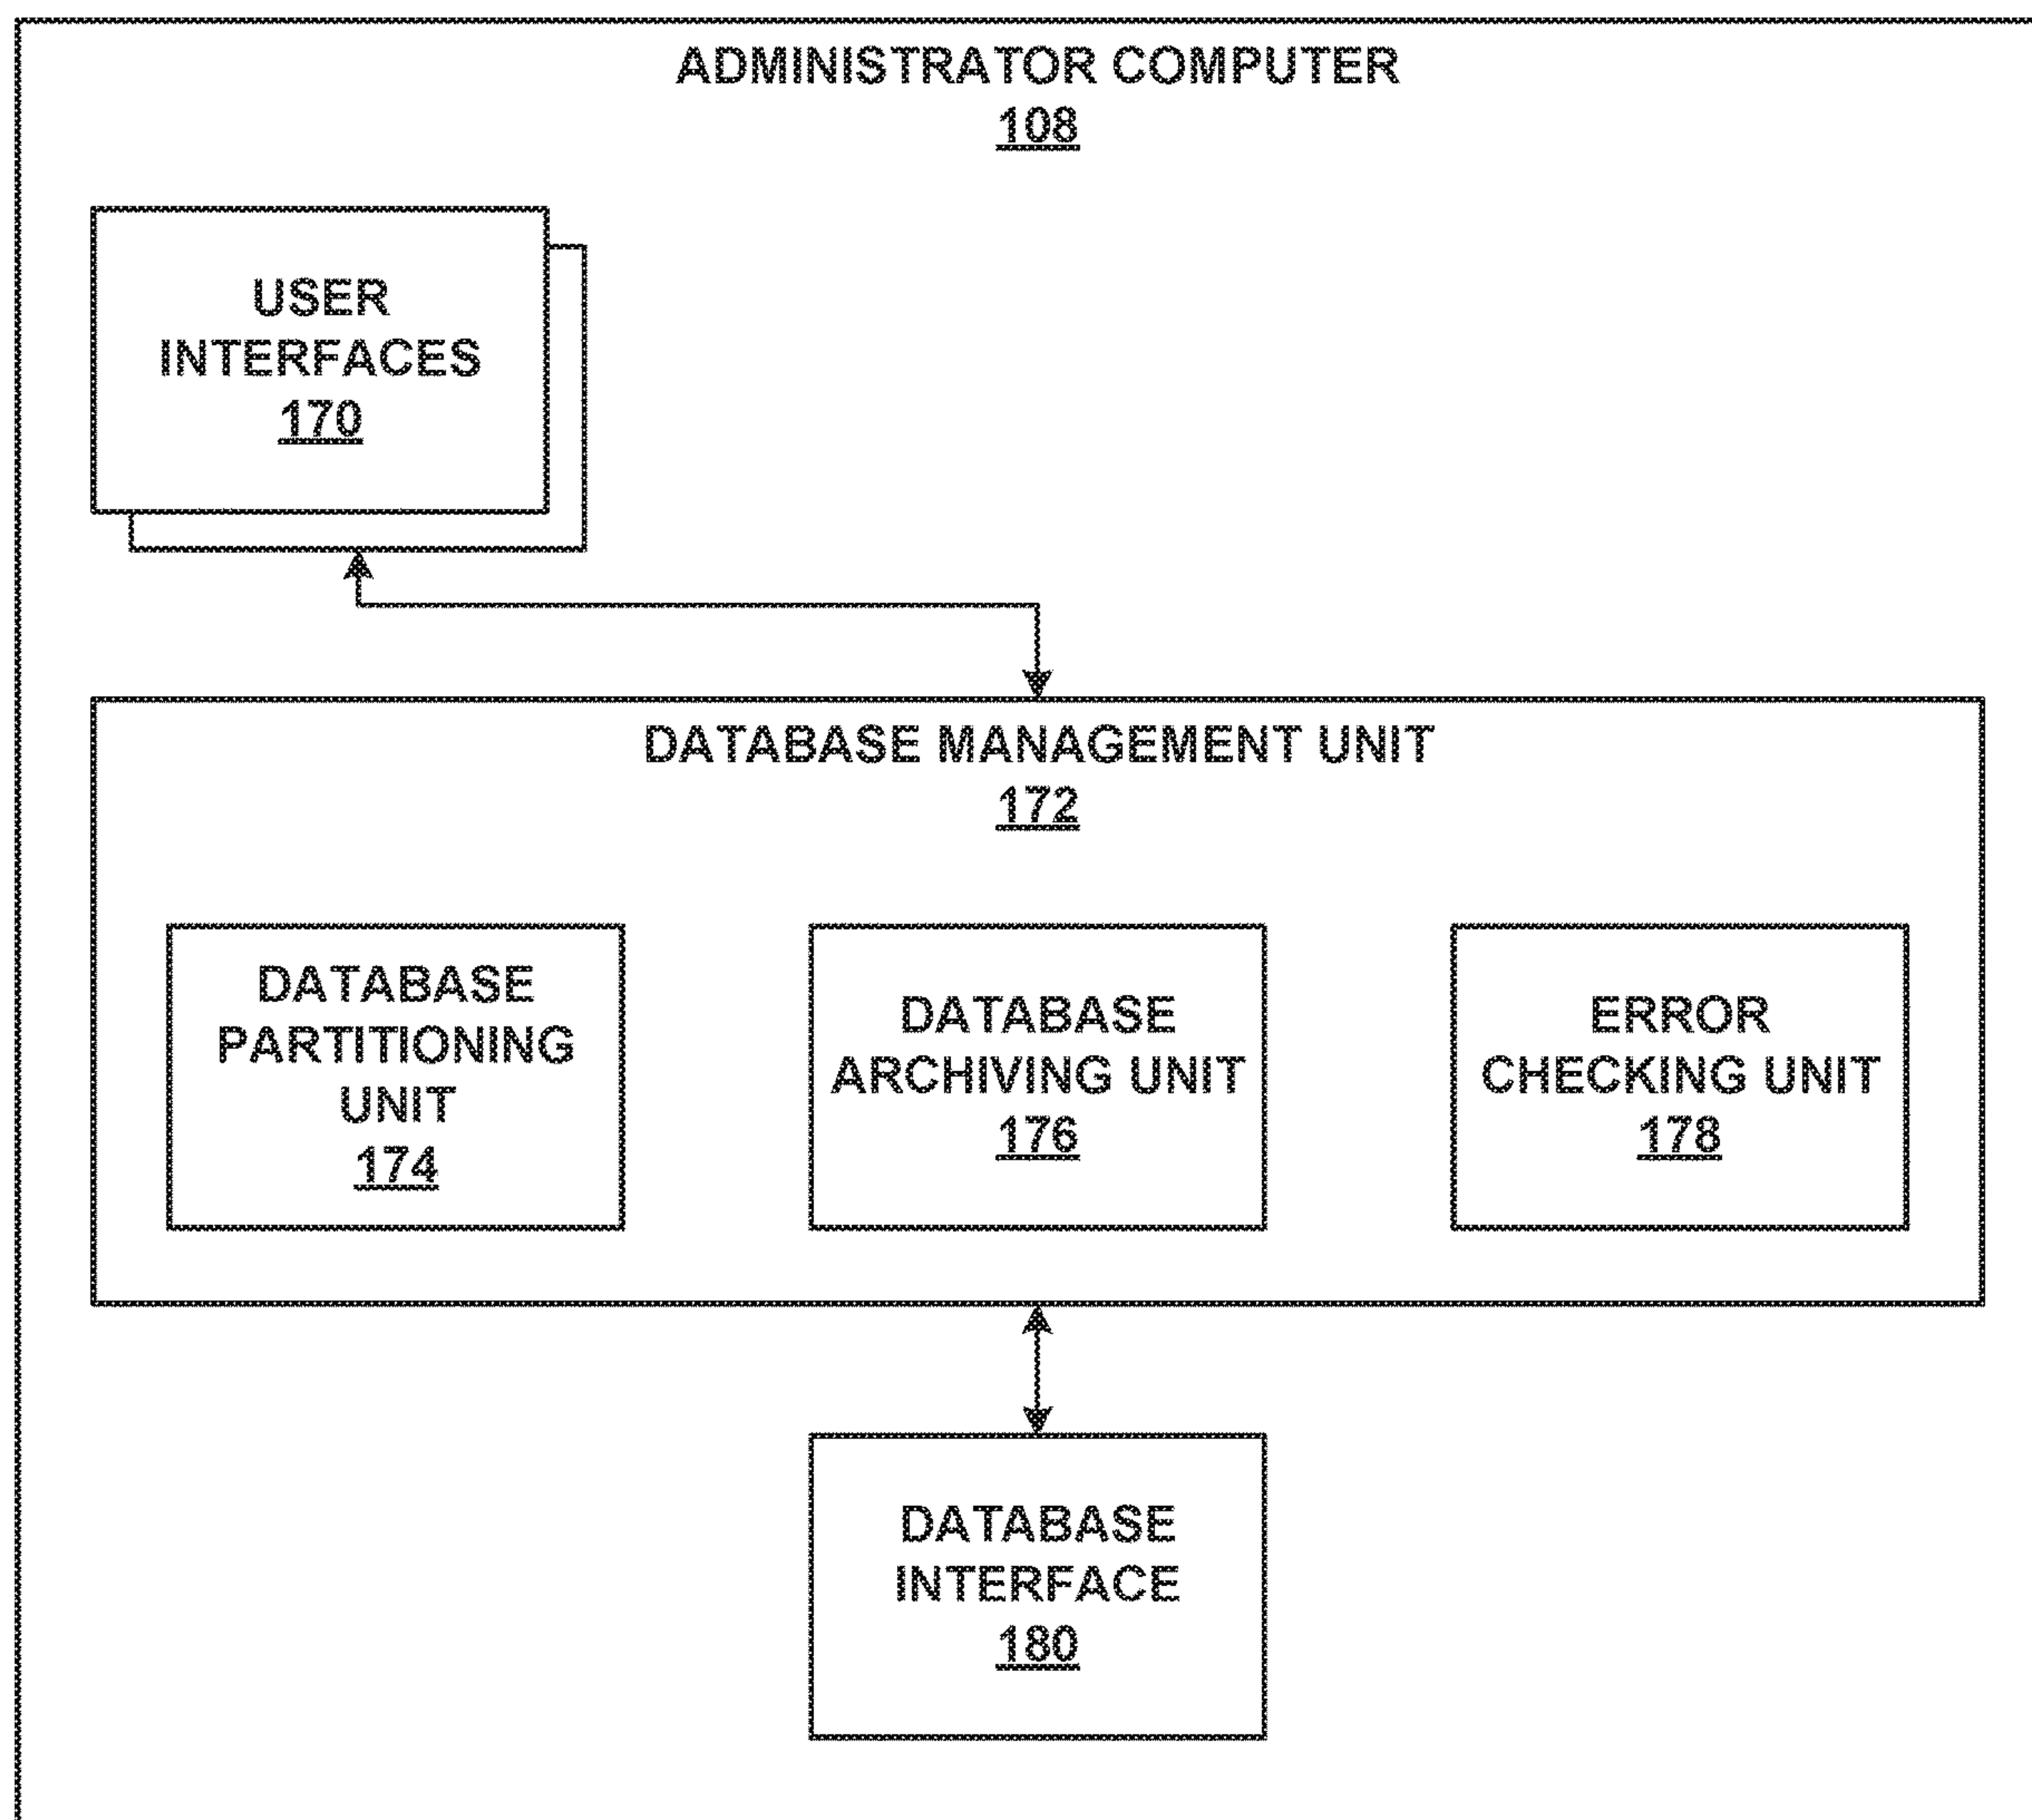 ADMINISTRATOR COMPUTER
108
USER
INTERFACES
170
DATABASE MANAGEMENT UNIT
172
DATABASE
PARTITIONING
UNIT
174
DATABASE
ARCHIVING UNIT
176
ERROR
CHECKING UNIT
178
DATABASE
INTERFACE
180